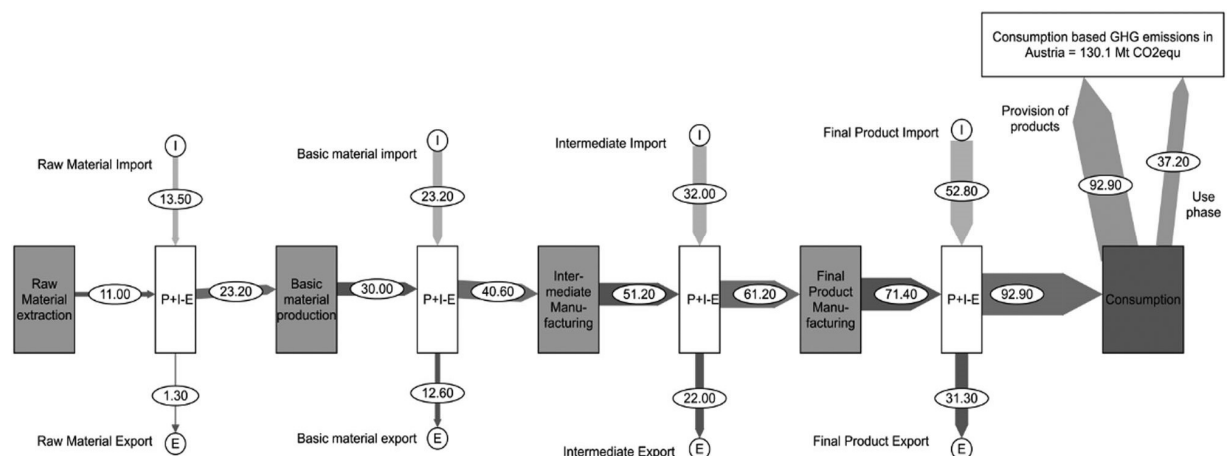 Consumption based GHG emissions in
Austria = 130.1 Mt CO2equ
Provision of
products
92.90
37.20
Use
phase
I
Raw Material Import
13.50
I
Basic material import
23.20
I
Intermediate Import
32.00
I
Final Product Import
52.80
Raw
Material
extraction
11.00
P+I-E
23.20
Basic
material
production
30.00
P+I-E
40.60
Inter-
mediate
Manu-
facturing
51.20
P+I-E
61.20
Final
Product
Manu-
facturing
71.40
P+I-E
92.90
Consumption
1.30
Raw Material Export
E
12.60
Basic material export
E
22.00
Intermediate Export
E
31.30
Final Product Export
E